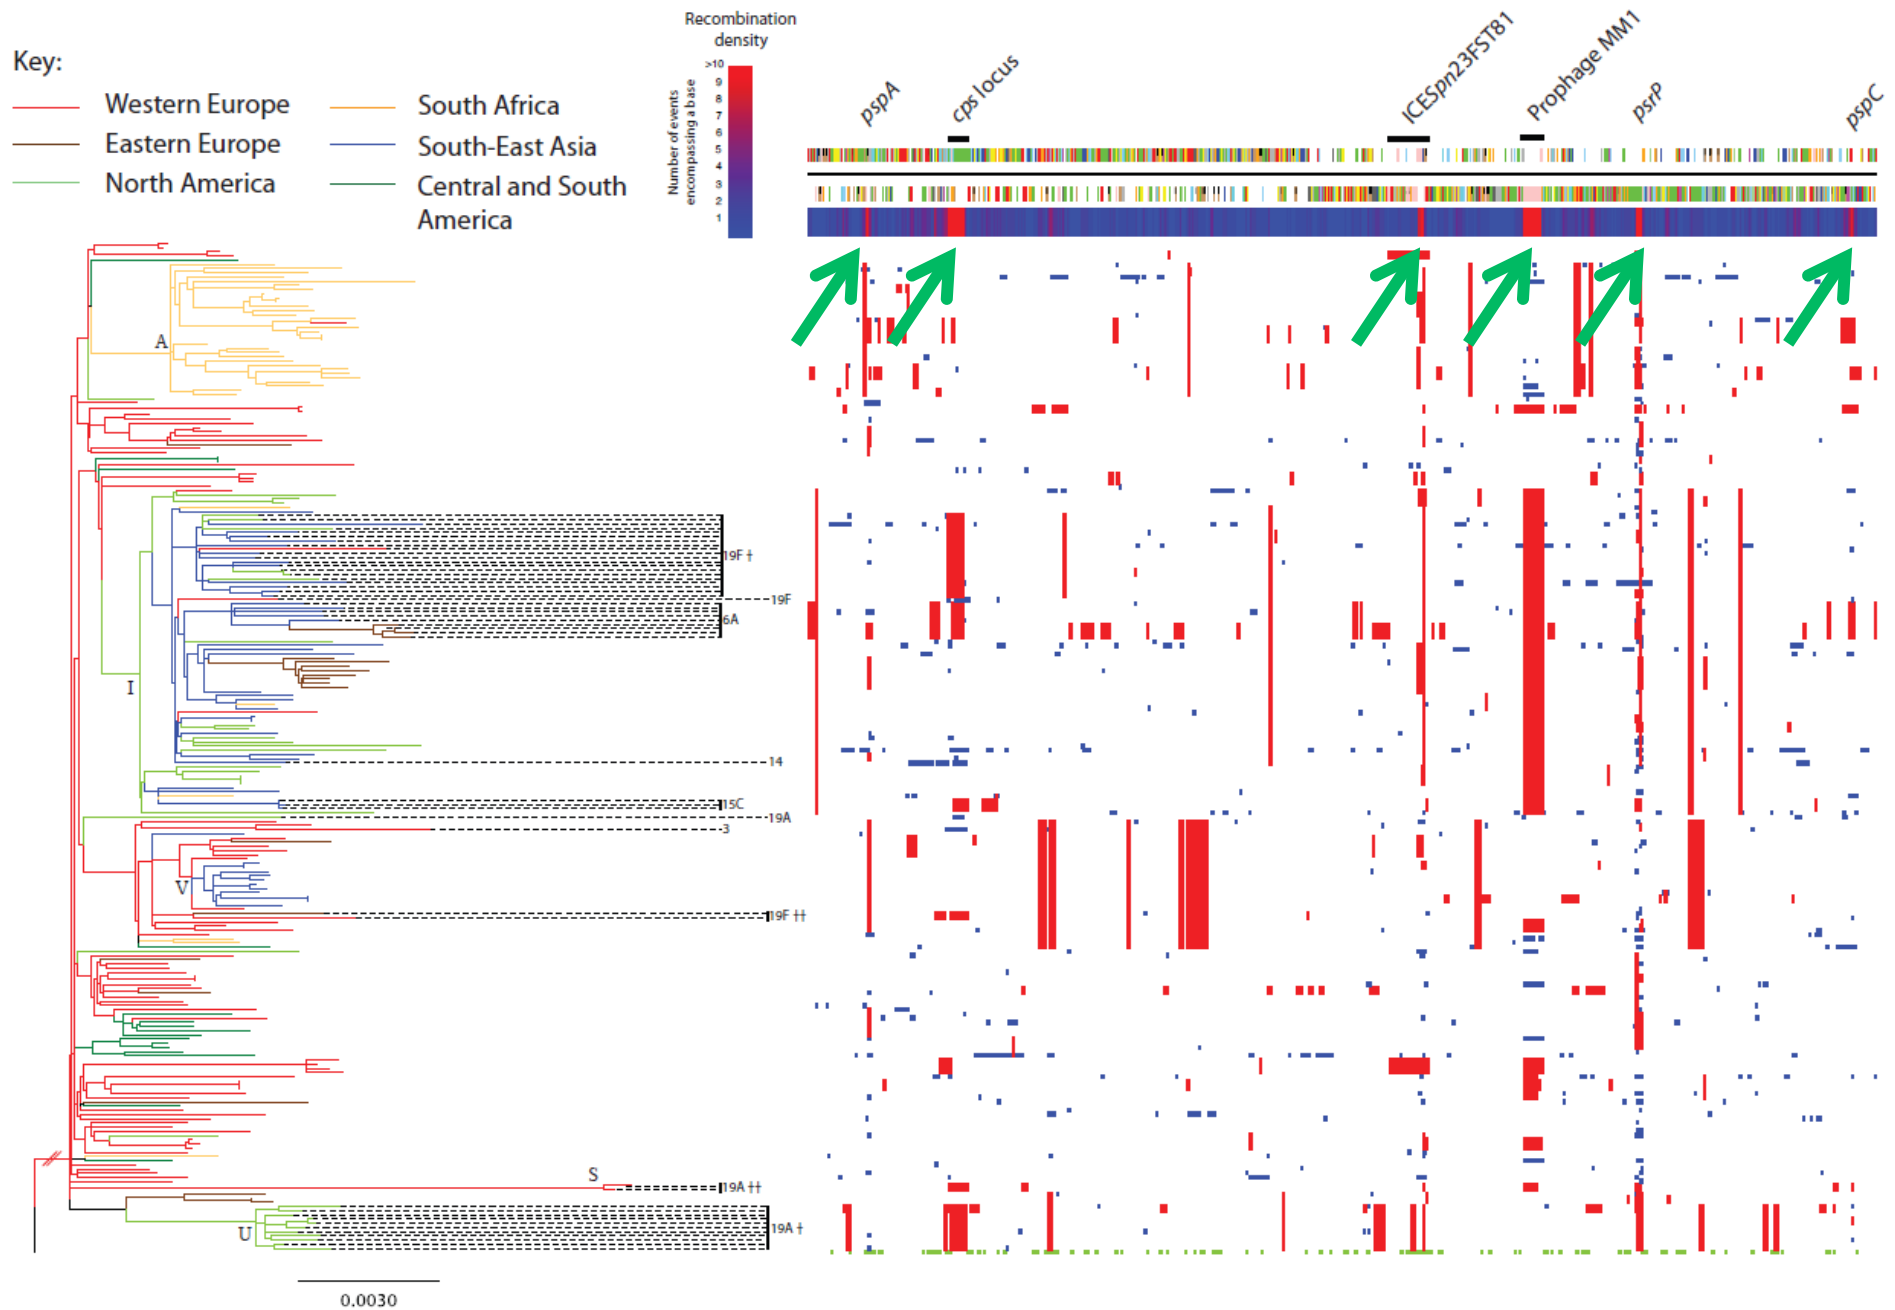 Key:
Western Europe
Eastern Europe
North America
South Africa
South-East Asia
Central and South
America
Recombination
density
Number of events
encompassing a base
>10
9
8
7
6
5
4
3
2
1
pspA
cps locus
ICESpn23FST81
Prophage MM1
psrP
pspC
A
19F †
19F
6A
I
14
15C
19A
3
V
19F ††
S
19A ††
U
19A †
0.0030